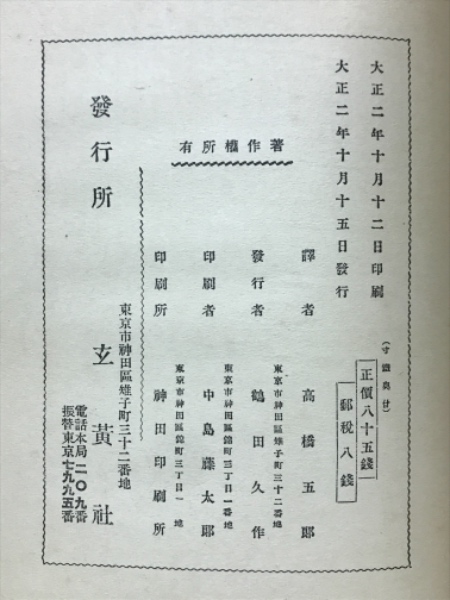 大正二年十月十二日印刷
大正二年十月十五日發行
正價八十五錢
郵稅八錢
著作權所有
譯者 高橋五郎
發行者 鶴田久作
東京市神田區雉子町三十二番地
印刷者 中島藤太郎
東京市神田區錦町三丁目一番地
印刷所 神田印刷所
東京市神田區錦町三丁目一番地
發行所 玄黃社
東京市神田區雉子町三十二番地
電話本局二〇九番
振替東京七九九五番